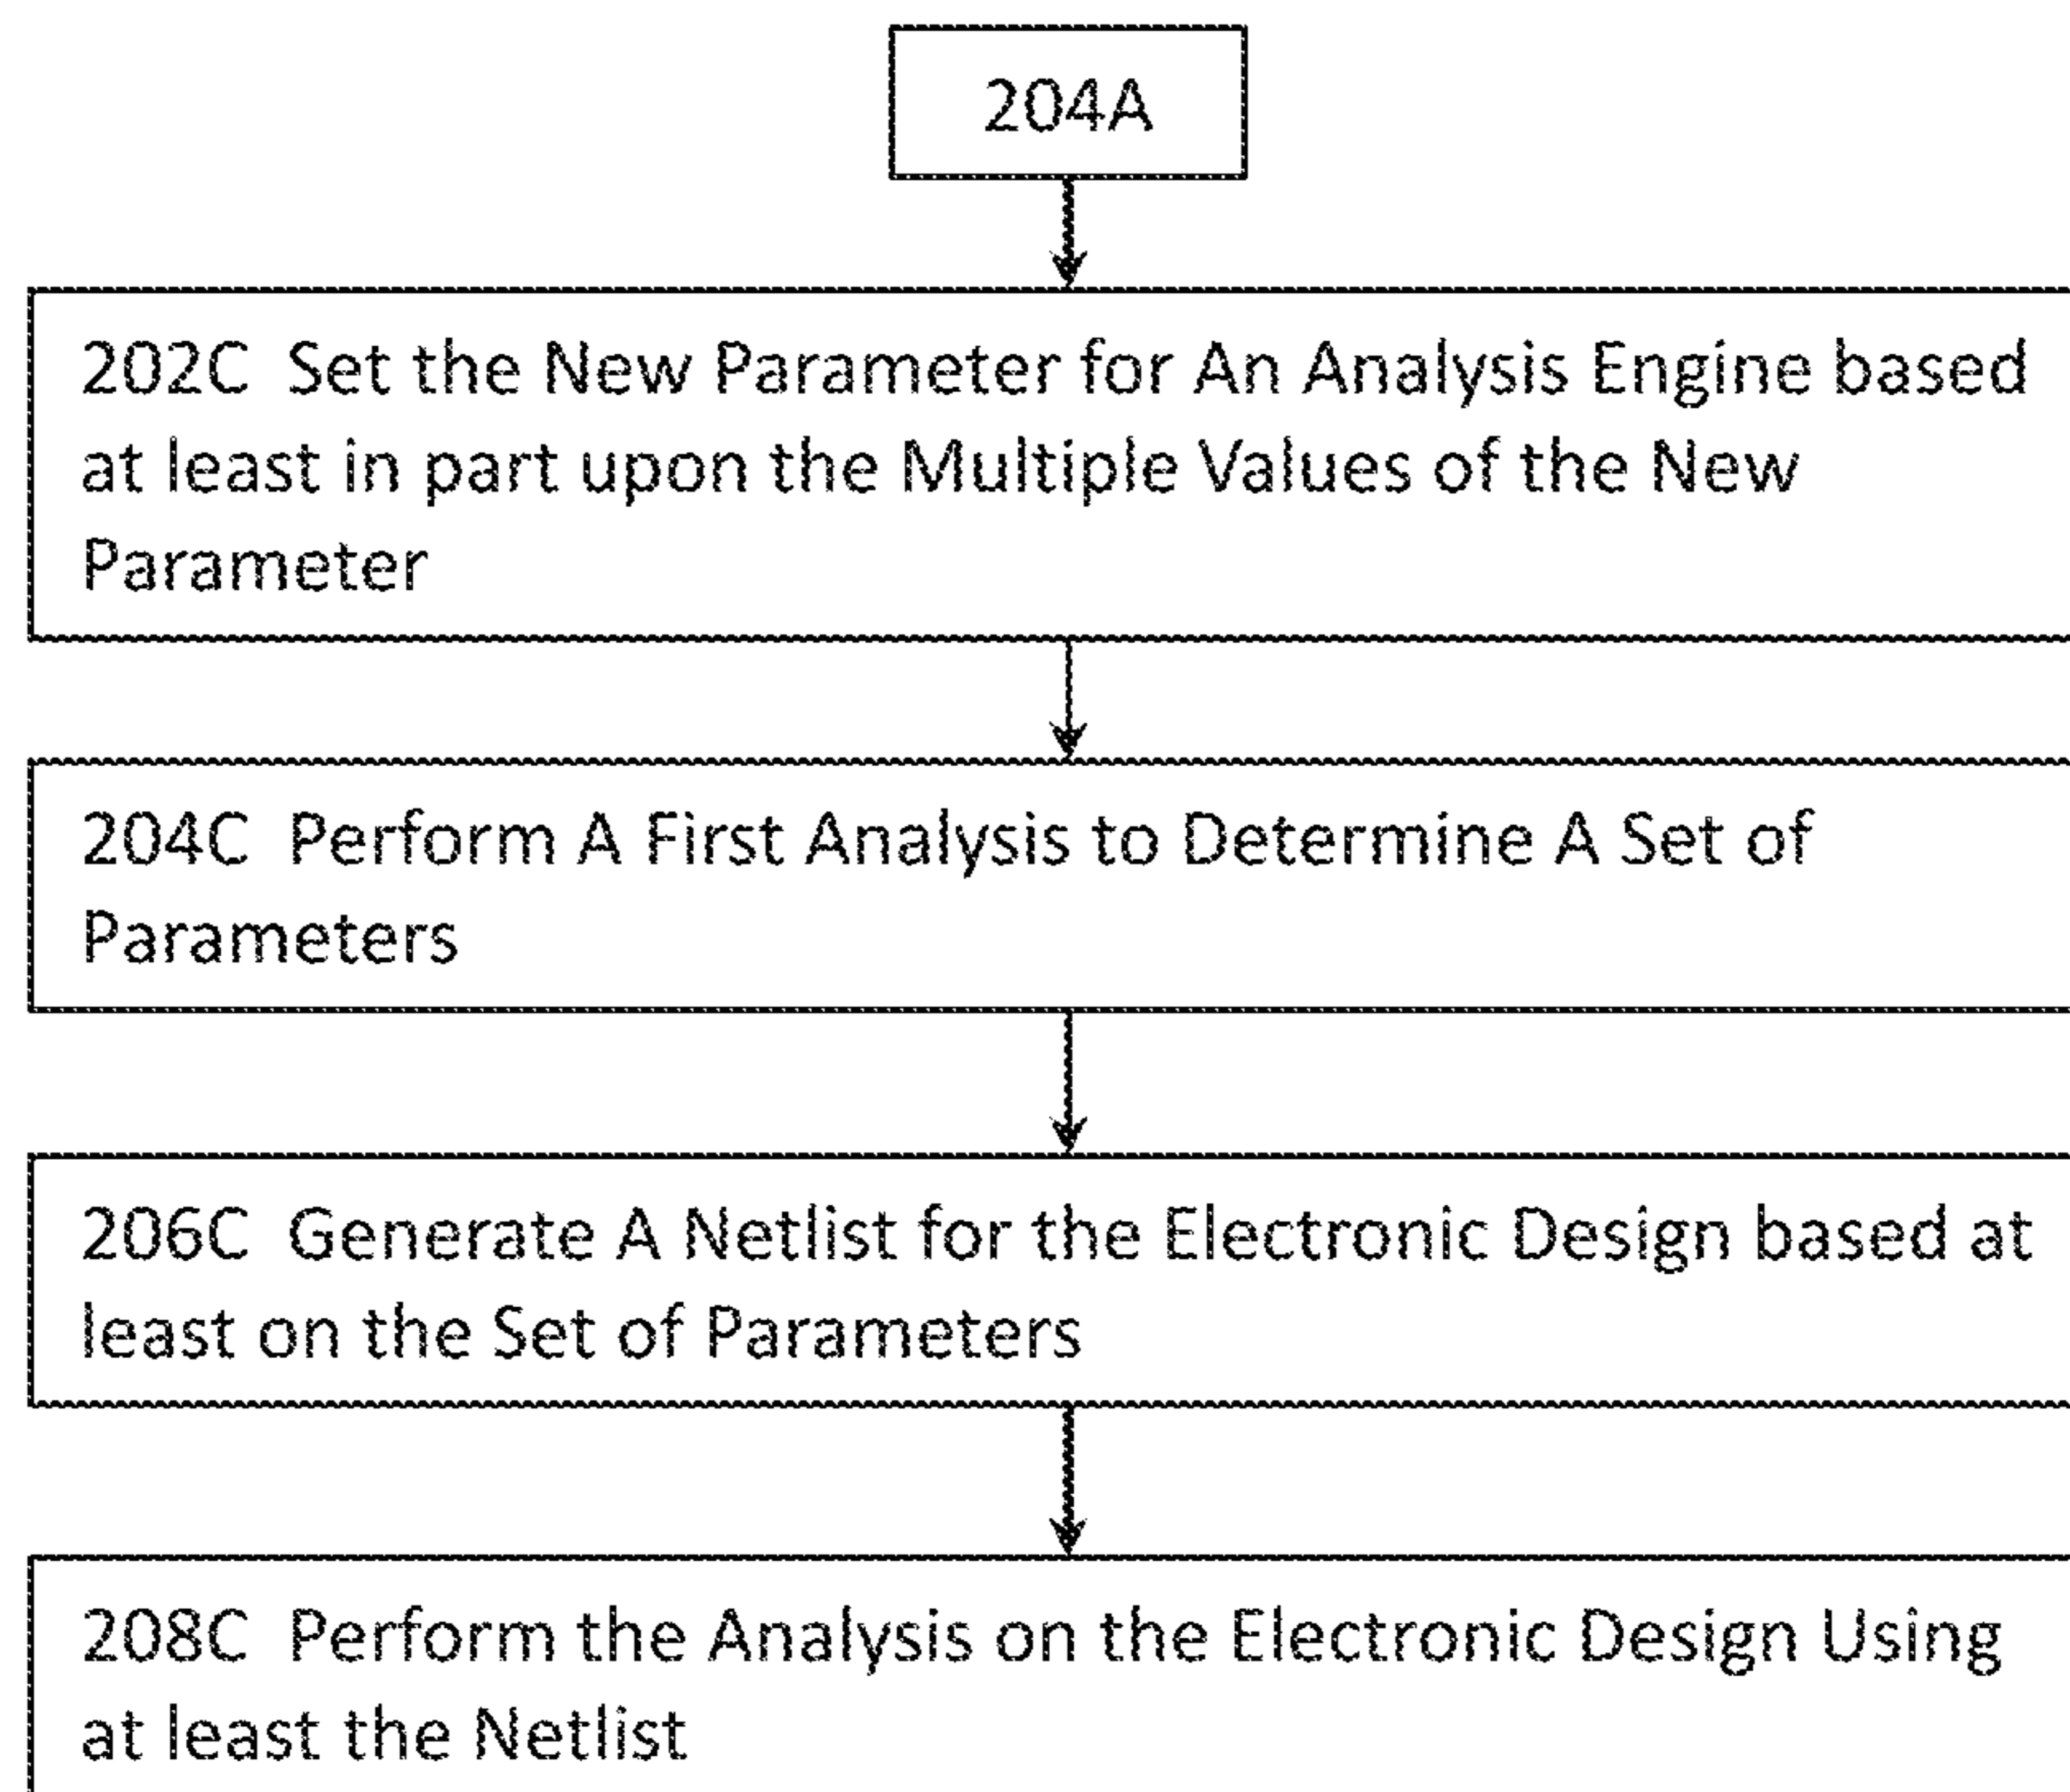 204A
202C Set the New Parameter for An Analysis Engine based
at least in part upon the Multiple Values of the New
Parameter
204C Perform A First Analysis to Determine A Set of
Parameters
206C Generate A Netlist for the Electronic Design based at
least on the Set of Parameters
208C Perform the Analysis on the Electronic Design Using
at least the Netlist